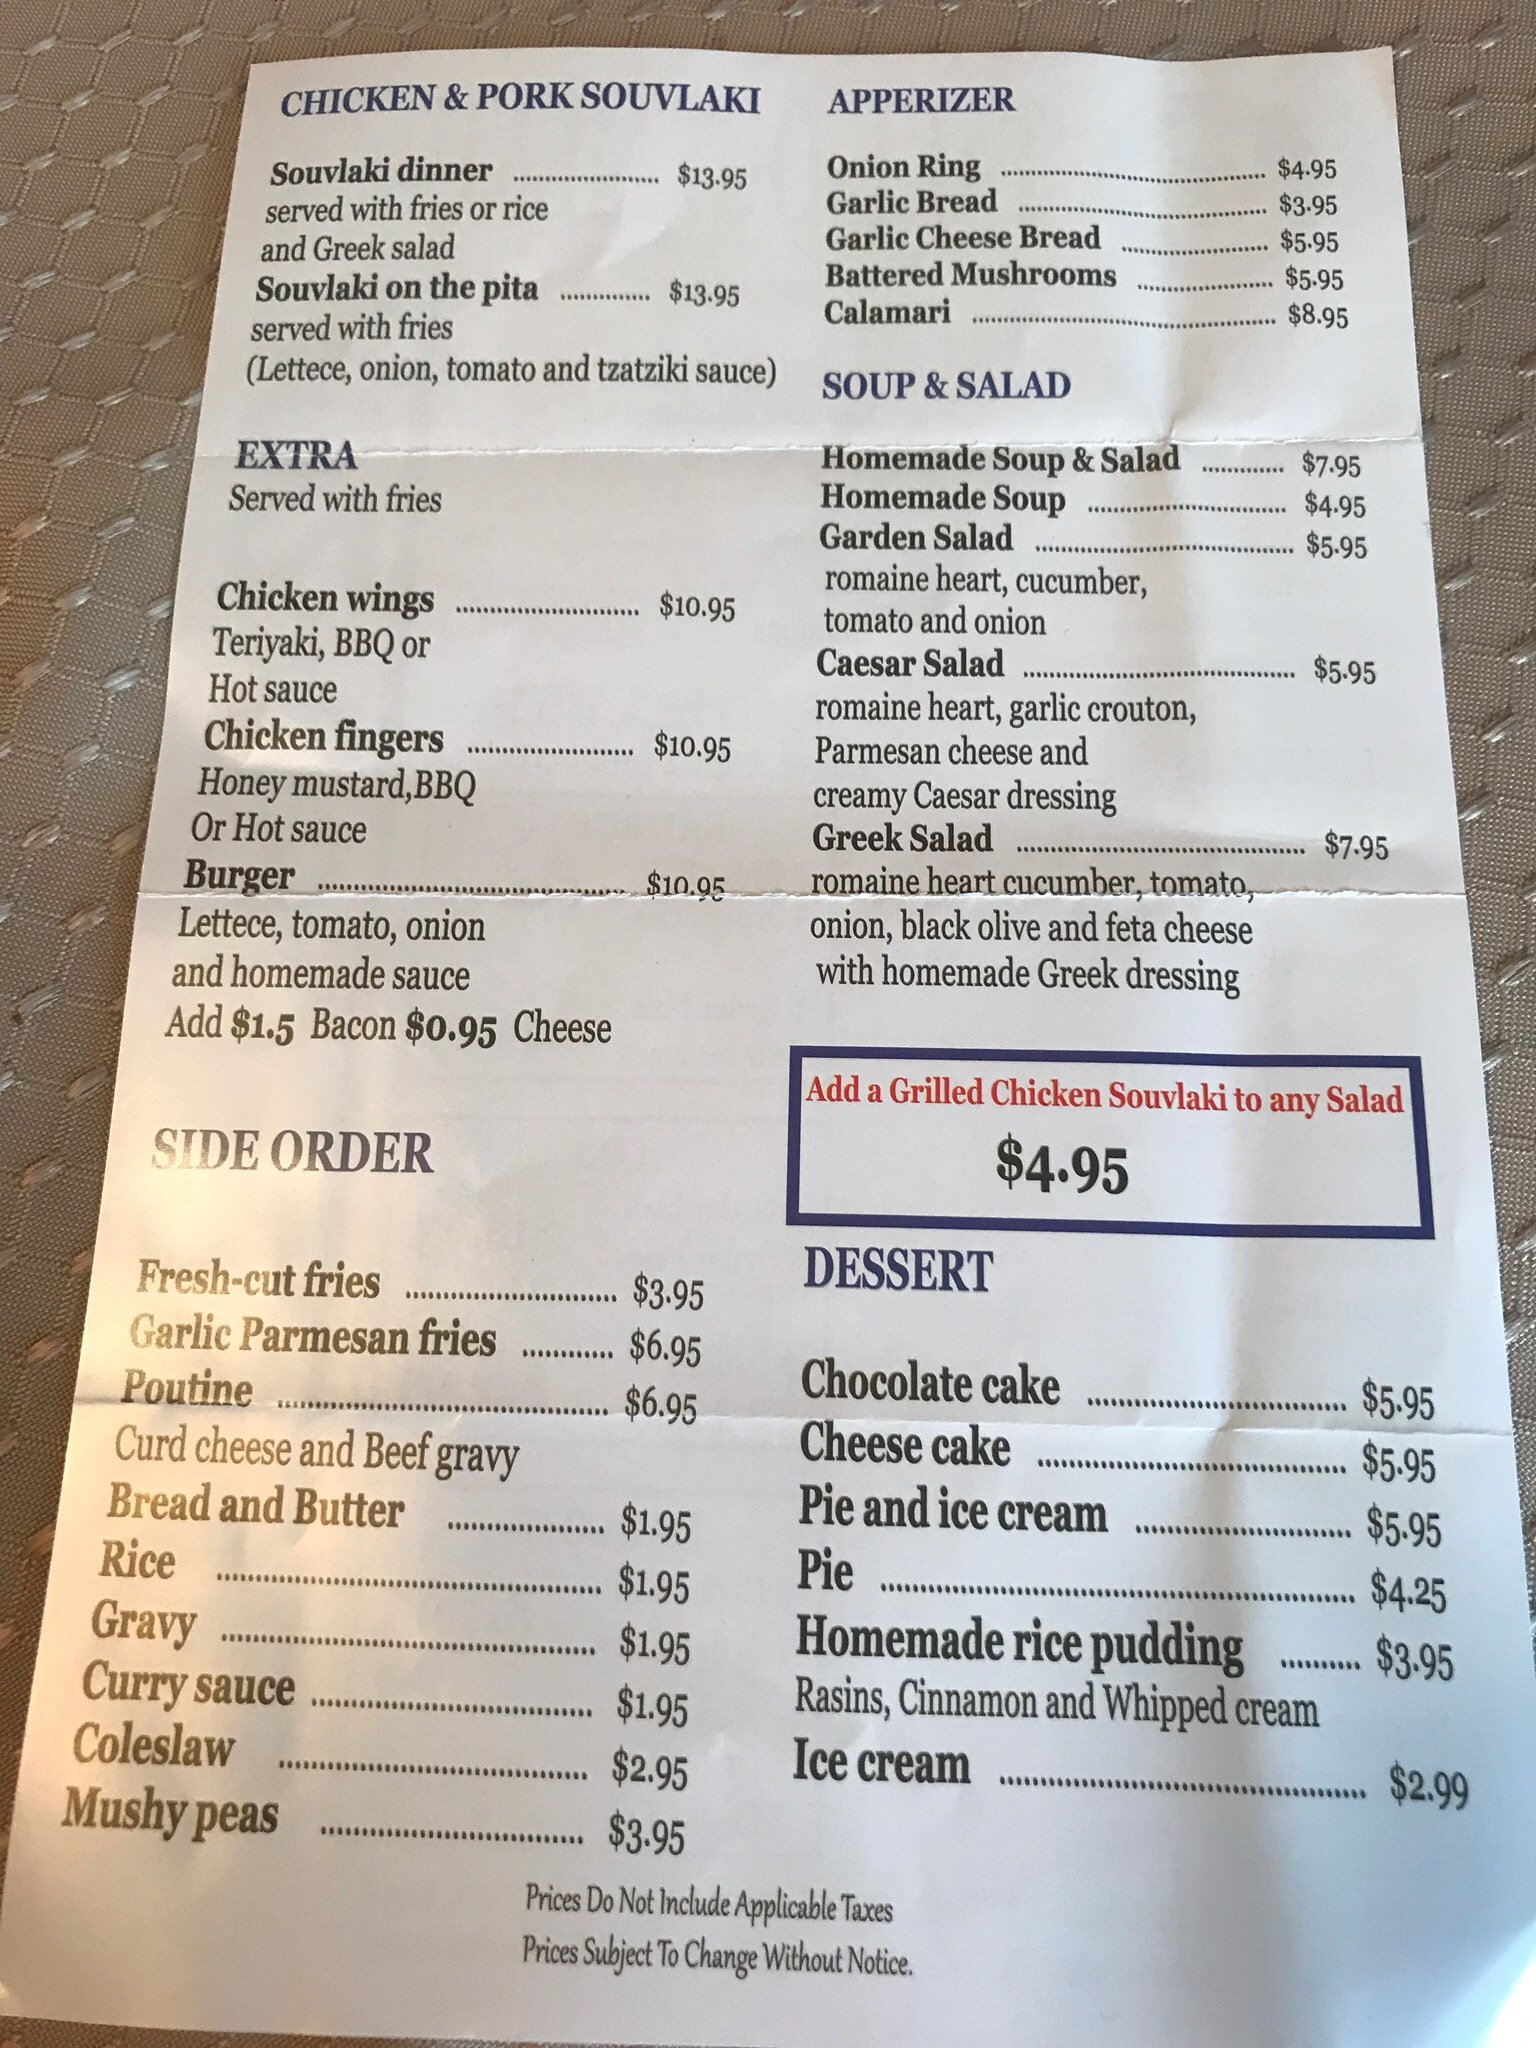 CHICKEN & PORK SOUVLAKI
Souvlaki dinner ........................ $13.95
served with fries or rice
and Greek salad
Souvlaki on the pita .............. $13.95
served with fries
(Lettece, onion, tomato and tzatziki sauce)
EXTRA
Served with fries
Chicken wings ............................ $10.95
Teriyaki, BBQ or
Hot sauce
Chicken fingers ......................... $10.95
Honey mustard,BBQ
Or Hot sauce
Burger ............................................... $10.95
Lettece, tomato, onion
and homemade sauce
Add $1.5 Bacon $0.95 Cheese
SIDE ORDER
Fresh-cut fries ............................ $3.95
Garlic Parmesan fries ............ $6.95
Poutine .......................................... $6.95
Curd cheese and Beef gravy
Bread and Butter .................... $1.95
Rice ................................................. $1.95
Gravy ................................................ $1.95
Curry sauce ................................... $1.95
Coleslaw ....................................... $2.95
Mushy peas ................................. $3.95
APPERIZER
Onion Ring ............................................ $4.95
Garlic Bread ......................................... $3.95
Garlic Cheese Bread ........................ $5.95
Battered Mushrooms ...................... $5.95
Calamari ................................................ $8.95
SOUP & SALAD
Homemade Soup & Salad ............. $7.95
Homemade Soup ............................... $4.95
Garden Salad ........................................ $5.95
romaine heart, cucumber,
tomato and onion
Caesar Salad .......................................... $5.95
romaine heart, garlic crouton,
Parmesan cheese and
creamy Caesar dressing
Greek Salad ............................................ $7.95
romaine heart cucumber, tomato,
onion, black olive and feta cheese
with homemade Greek dressing
Add a Grilled Chicken Souvlaki to any Salad
$4.95
DESSERT
Chocolate cake ................................ $5.95
Cheese cake ...................................... $5.95
Pie and ice cream ........................... $5.95
Pie .......................................................... $4.25
Homemade rice pudding .......... $3.95
Rasins, Cinnamon and Whipped cream
Ice cream ............................................. $2.99
Prices Do Not Include Applicable Taxes
Prices Subject To Change Without Notice.